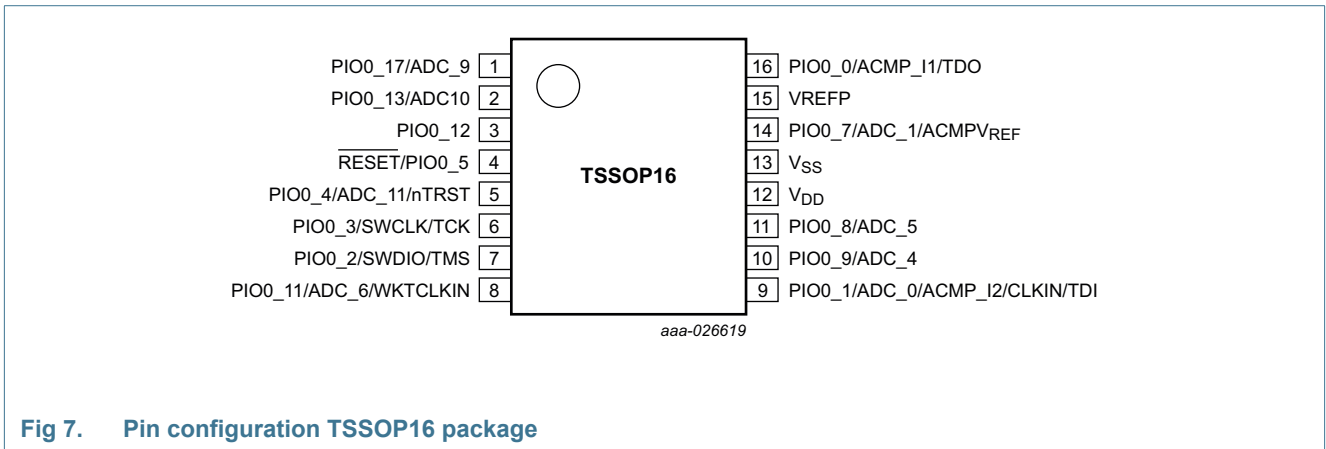 PIO0_17/ADC_9 1
PIO0_13/ADC10 2
PIO0_12 3
RESET/PIO0_5 4
PIO0_4/ADC_11/nTRST 5
PIO0_3/SWCLK/TCK 6
PIO0_2/SWDIO/TMS 7
PIO0_11/ADC_6/WKTCLKIN 8
TSSOP16
16 PIO0_0/ACMP_I1/TDO
15 VREFP
14 PIO0_7/ADC_1/ACMPVREF
13 VSS
12 VDD
11 PIO0_8/ADC_5
10 PIO0_9/ADC_4
9 PIO0_1/ADC_0/ACMP_I2/CLKIN/TDI
aaa-026619
Fig 7. Pin configuration TSSOP16 package